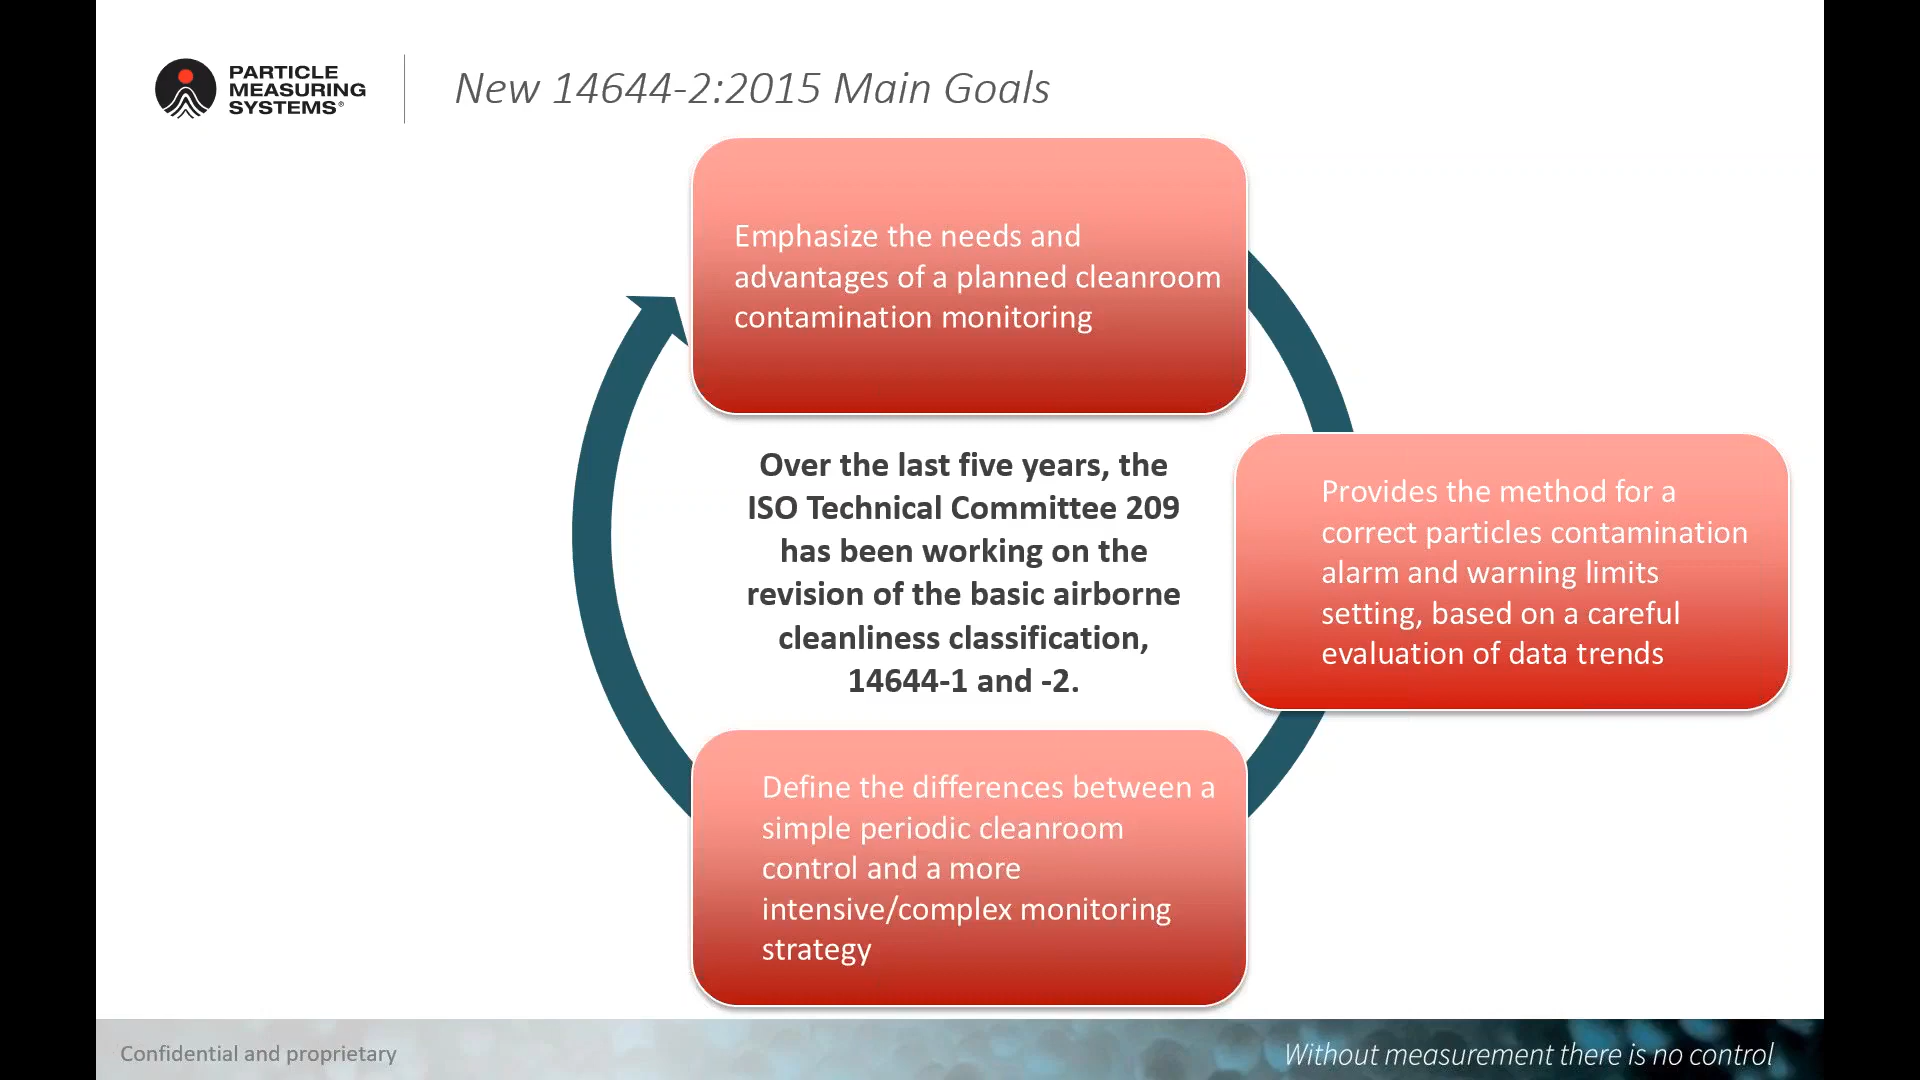 PARTICLE
MEASURING
SYSTEMS®
New 14644-2:2015 Main Goals
Emphasize the needs and
advantages of a planned cleanroom
contamination monitoring
Over the last five years, the
ISO Technical Committee 209
has been working on the
revision of the basic airborne
cleanliness classification,
14644-1 and -2.
Provides the method for a
correct particles contamination
alarm and warning limits
setting, based on a careful
evaluation of data trends
Define the differences between a
simple periodic cleanroom
control and a more
intensive/complex monitoring
strategy
Confidential and proprietary
Without measurement there is no control